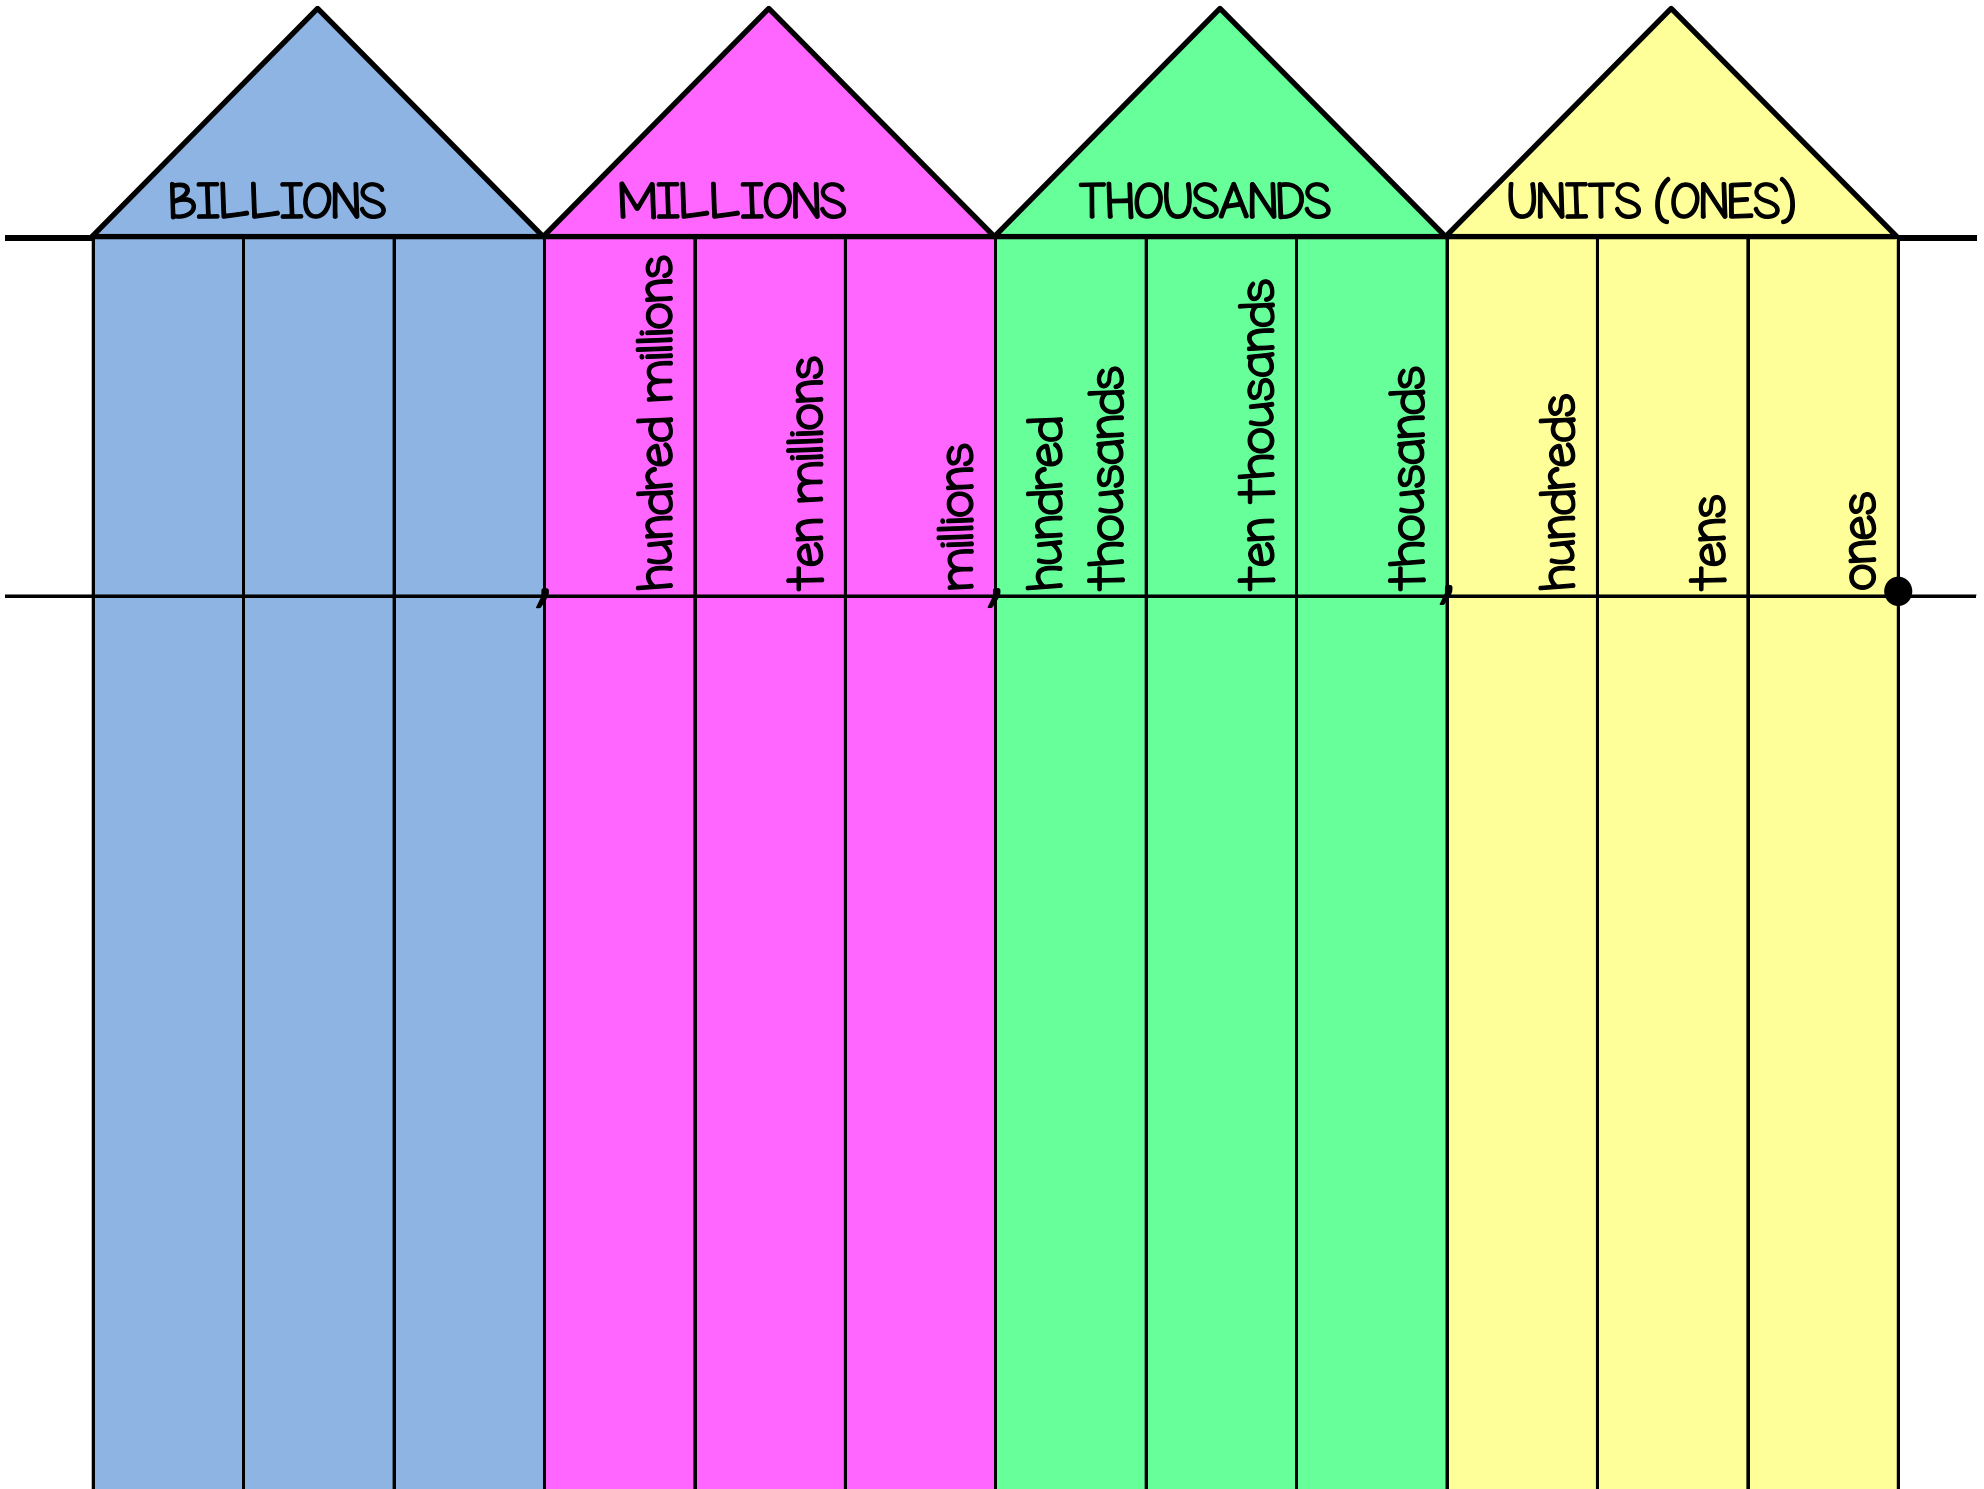 BILLIONS
MILLIONS
THOUSANDS
UNITS (ONES)
hundred millions
ten millions
millions
hundred
thousands
ten thousands
thousands
hundreds
tens
ones
,
,
,